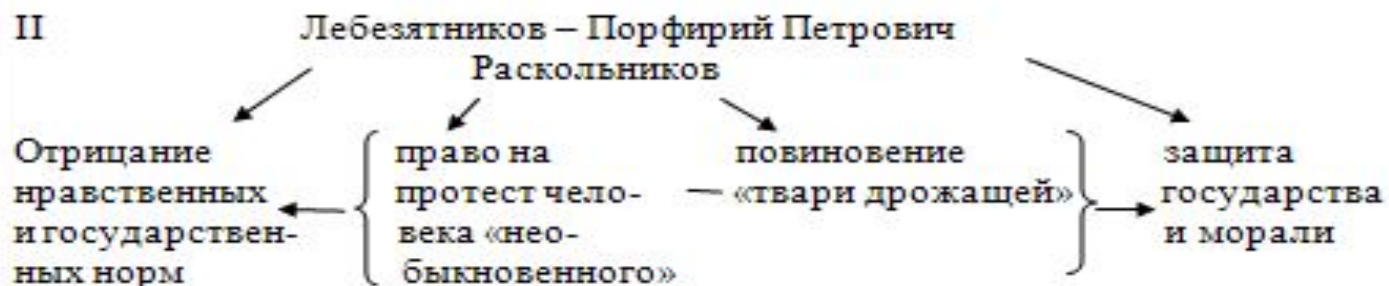 II Лебезятников – Порфирий Петрович
Раскольников
Отрицание
нравственных
и государствен-
ных норм
право на
протест чело-
века «нео-
быкновенного»
повиновение
«твари дрожащей»
защита
государства
и морали